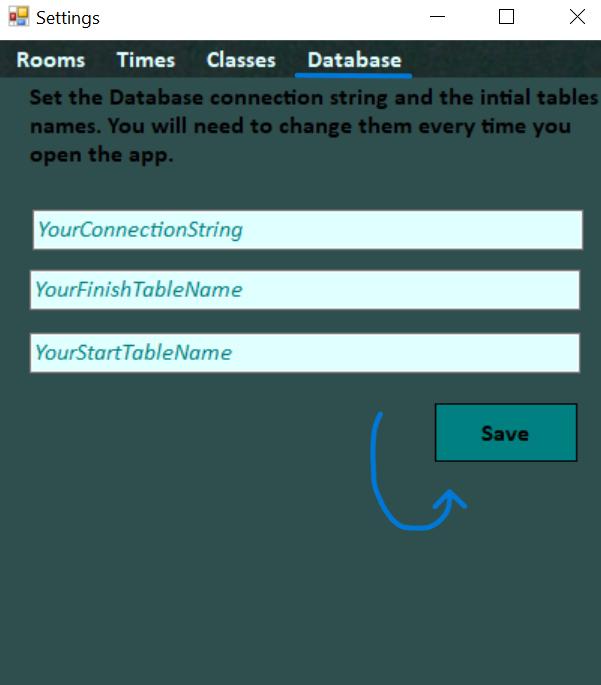 Settings
Rooms Times Classes Database
Set the Database connection string and the intial tables
names. You will need to change them every time you
open the app.
YourConnectionString
YourFinishTableName
YourStartTableName
Save